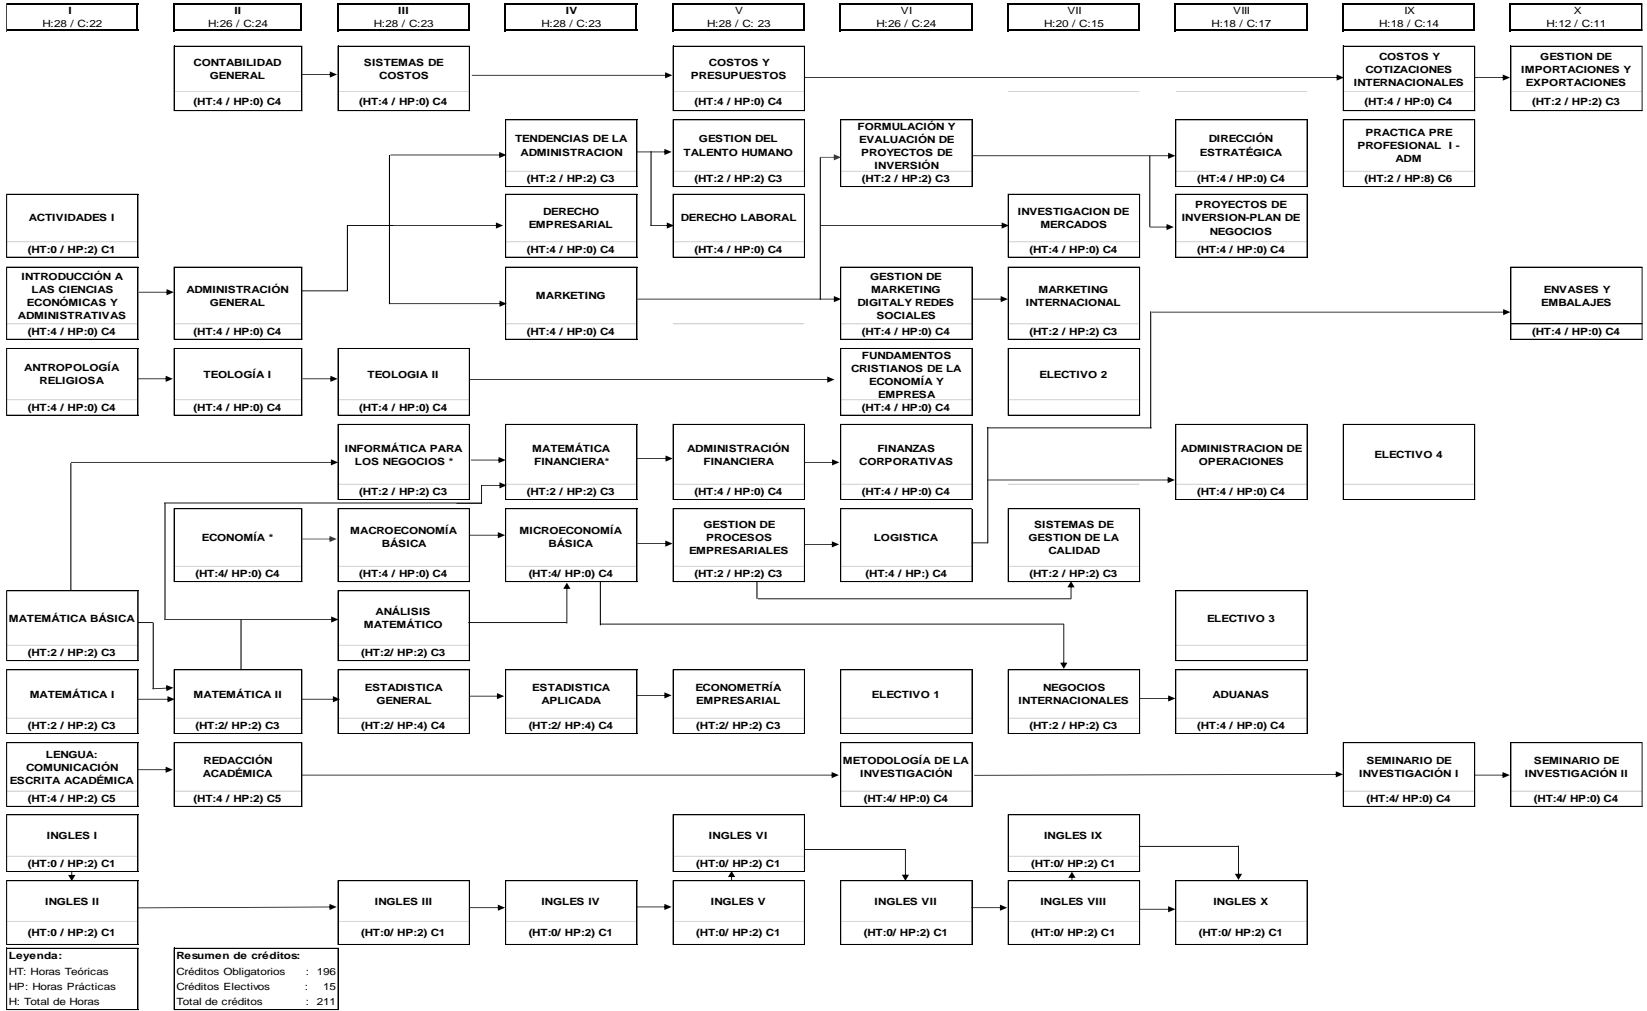 I
H:28 / C:22
II
H:26 / C:24
III
H:28 / C:23
IV
H:28 / C:23
V
H:28 / C: 23
VI
H:26 / C:24
VII
H:20 / C:15
VIII
H:18 / C:17
IX
H:18 / C:14
X
H:12 / C:11
CONTABILIDAD
GENERAL
(HT:4 / HP:0) C4
SISTEMAS DE
COSTOS
(HT:4 / HP:0) C4
COSTOS Y
PRESUPUESTOS
(HT:4 / HP:0) C4
COSTOS Y
COTIZACIONES
INTERNACIONALES
(HT:4 / HP:0) C4
GESTION DE
IMPORTACIONES Y
EXPORTACIONES
(HT:2 / HP:2) C3
TENDENCIAS DE LA
ADMINISTRACION
(HT:2 / HP:2) C3
GESTION DEL
TALENTO HUMANO
(HT:2 / HP:2) C3
FORMULACIÓN Y
EVALUACIÓN DE
PROYECTOS DE
INVERSIÓN
(HT:2 / HP:2) C3
DIRECCIÓN
ESTRATÉGICA
(HT:4 / HP:0) C4
PRACTICA PRE
PROFESIONAL I -
ADM
(HT:2 / HP:8) C6
ACTIVIDADES I
(HT:0 / HP:2) C1
DERECHO
EMPRESARIAL
(HT:4 / HP:0) C4
DERECHO LABORAL
(HT:4 / HP:0) C4
INVESTIGACION DE
MERCADOS
(HT:4 / HP:0) C4
PROYECTOS DE
INVERSION-PLAN DE
NEGOCIOS
(HT:4 / HP:0) C4
INTRODUCCIÓN A
LAS CIENCIAS
ECONÓMICAS Y
ADMINISTRATIVAS
(HT:4 / HP:0) C4
ADMINISTRACIÓN
GENERAL
(HT:4 / HP:0) C4
MARKETING
(HT:4 / HP:0) C4
GESTION DE
MARKETING
DIGITALY REDES
SOCIALES
(HT:4 / HP:0) C4
MARKETING
INTERNACIONAL
(HT:2 / HP:2) C3
ENVASES Y
EMBALAJES
(HT:4 / HP:0) C4
ANTROPOLOGÍA
RELIGIOSA
(HT:4 / HP:0) C4
TEOLOGÍA I
(HT:4 / HP:0) C4
TEOLOGIA II
(HT:4 / HP:0) C4
FUNDAMENTOS
CRISTIANOS DE LA
ECONOMÍA Y
EMPRESA
(HT:4 / HP:0) C4
ELECTIVO 2
INFORMÁTICA PARA
LOS NEGOCIOS *
(HT:2 / HP:2) C3
MATEMÁTICA
FINANCIERA*
(HT:2 / HP:2) C3
ADMINISTRACIÓN
FINANCIERA
(HT:4 / HP:0) C4
FINANZAS
CORPORATIVAS
(HT:4 / HP:0) C4
ADMINISTRACION DE
OPERACIONES
(HT:4 / HP:0) C4
ELECTIVO 4
ECONOMÍA *
(HT:4/ HP:0) C4
MACROECONOMÍA
BÁSICA
(HT:4 / HP:0) C4
MICROECONOMÍA
BÁSICA
(HT:4/ HP:0) C4
GESTION DE
PROCESOS
EMPRESARIALES
(HT:2 / HP:2) C3
LOGISTICA
(HT:4 / HP:) C4
SISTEMAS DE
GESTION DE LA
CALIDAD
(HT:2 / HP:2) C3
MATEMÁTICA BÁSICA
(HT:2 / HP:2) C3
ANÁLISIS
MATEMÁTICO
(HT:2/ HP:2) C3
ELECTIVO 3
MATEMÁTICA I
(HT:2 / HP:2) C3
MATEMÁTICA II
(HT:2/ HP:2) C3
ESTADISTICA
GENERAL
(HT:2/ HP:4) C4
ESTADISTICA
APLICADA
(HT:2/ HP:4) C4
ECONOMETRÍA
EMPRESARIAL
(HT:2/ HP:2) C3
ELECTIVO 1
NEGOCIOS
INTERNACIONALES
(HT:2 / HP:2) C3
ADUANAS
(HT:4 / HP:0) C4
LENGUA:
COMUNICACIÓN
ESCRITA ACADÉMICA
(HT:4 / HP:2) C5
REDACCIÓN
ACADÉMICA
(HT:4 / HP:2) C5
METODOLOGÍA DE LA
INVESTIGACIÓN
(HT:4/ HP:0) C4
SEMINARIO DE
INVESTIGACIÓN I
(HT:4/ HP:0) C4
SEMINARIO DE
INVESTIGACIÓN II
(HT:4/ HP:0) C4
INGLES I
(HT:0 / HP:2) C1
INGLES VI
(HT:0/ HP:2) C1
INGLES IX
(HT:0/ HP:2) C1
INGLES II
(HT:0 / HP:2) C1
INGLES III
(HT:0/ HP:2) C1
INGLES IV
(HT:0/ HP:2) C1
INGLES V
(HT:0/ HP:2) C1
INGLES VII
(HT:0/ HP:2) C1
INGLES VIII
(HT:0/ HP:2) C1
INGLES X
(HT:0/ HP:2) C1
Leyenda:
HT: Horas Teóricas
HP: Horas Prácticas
H: Total de Horas
Resumen de créditos:
Créditos Obligatorios : 196
Créditos Electivos : 15
Total de créditos : 211